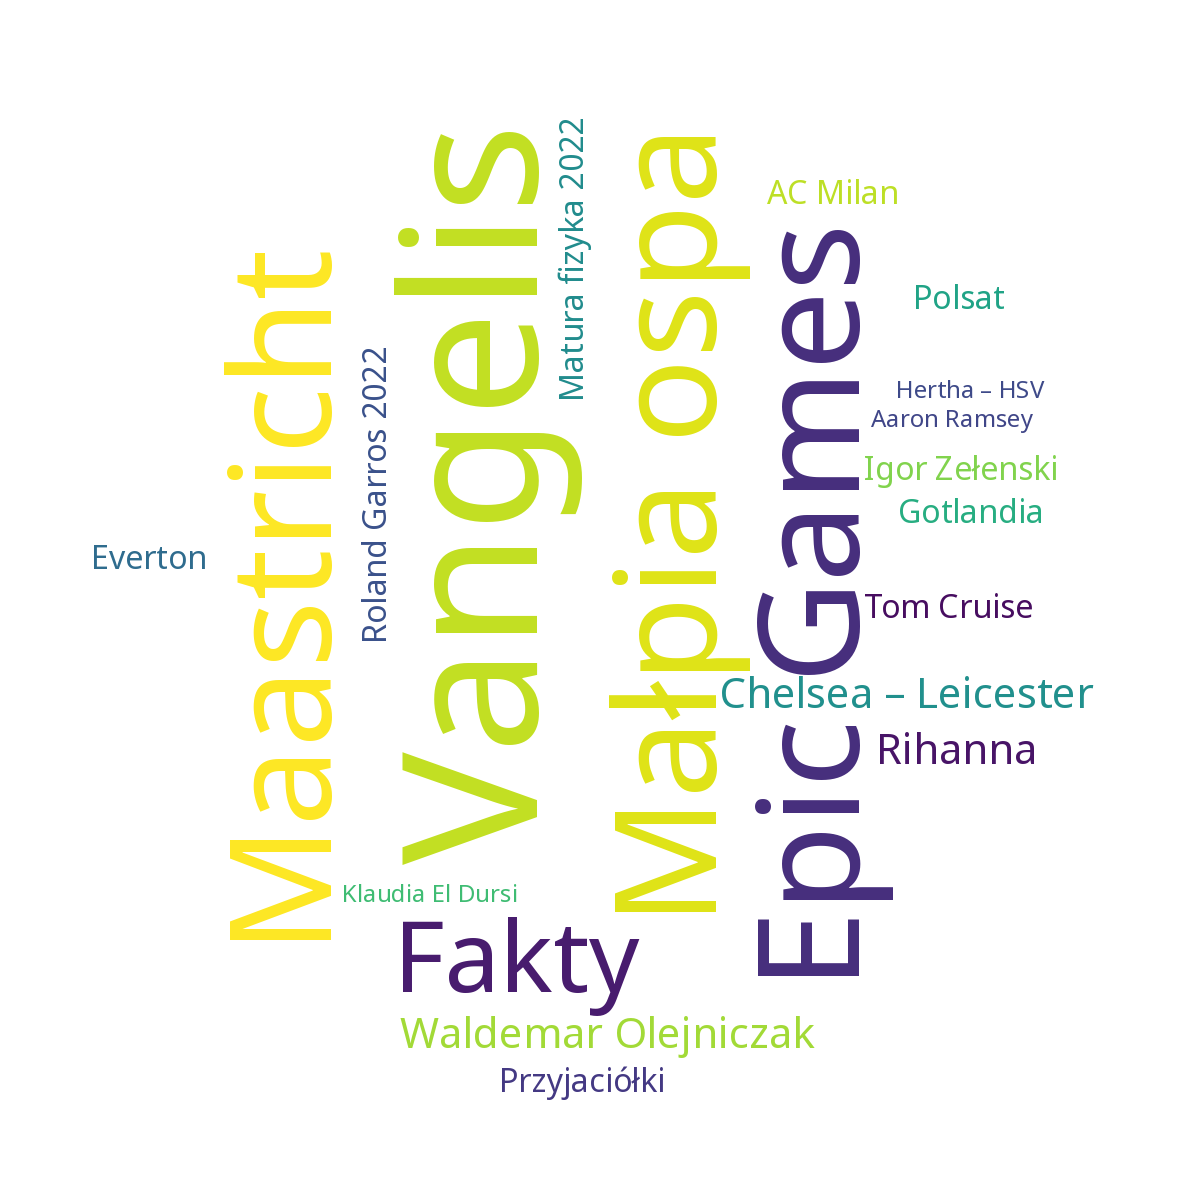 Maastricht
Vangelis
Małpia ospa
Epic Games
Matura fizyka 2022
Roland Garros 2022
AC Milan
Polsat
Hertha – HSV
Aaron Ramsey
Igor Zełenski
Gotlandia
Everton
Tom Cruise
Chelsea – Leicester
Rihanna
Klaudia El Dursi
Fakty
Waldemar Olejniczak
Przyjaciółki